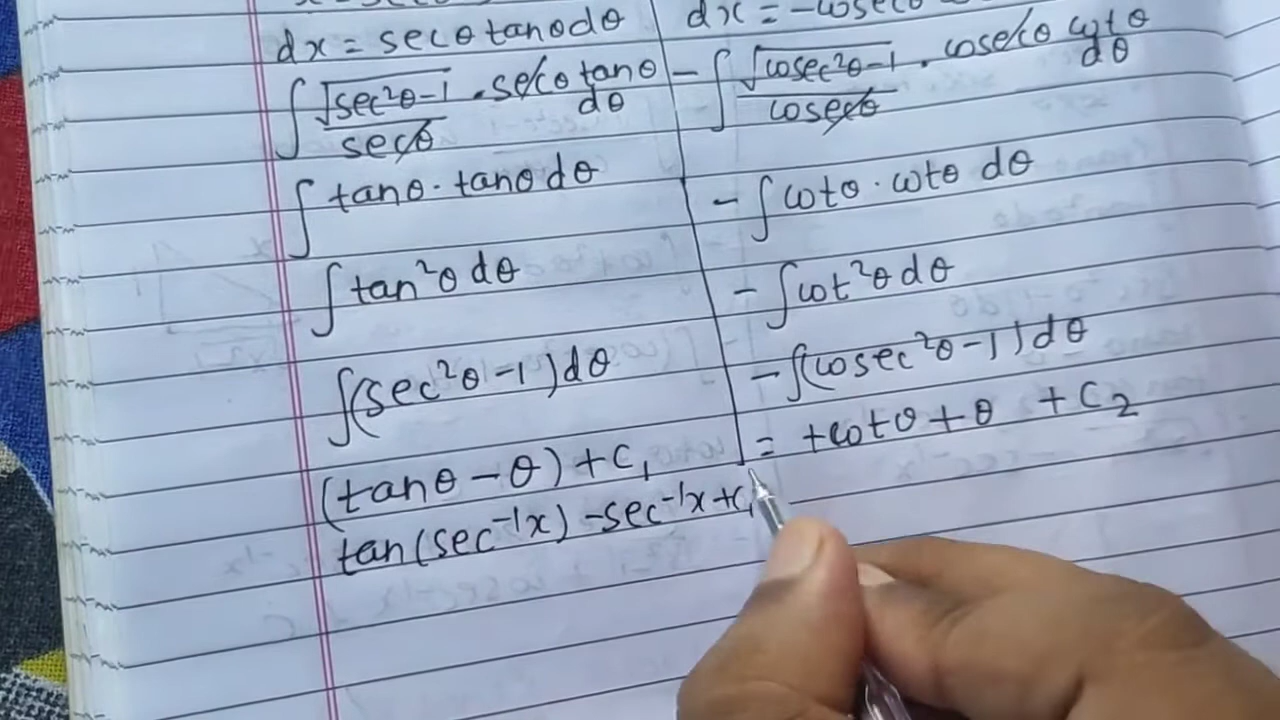 dx = secθ tanθ dθ
∫ √(sec²θ-1)/secθ · secθ tanθ dθ
∫ tanθ · tanθ dθ
∫ tan²θ dθ
∫(sec²θ-1)dθ
(tanθ - θ) + C₁
tan(sec⁻¹x) - sec⁻¹x + C₁
dx = -cosecθ
- ∫ √(cosec²θ-1)/cosecθ · cosecθ cotθ dθ
- ∫ cotθ · cotθ dθ
- ∫ cot²θ dθ
- ∫(cosec²θ-1)dθ
= +cotθ + θ + C₂